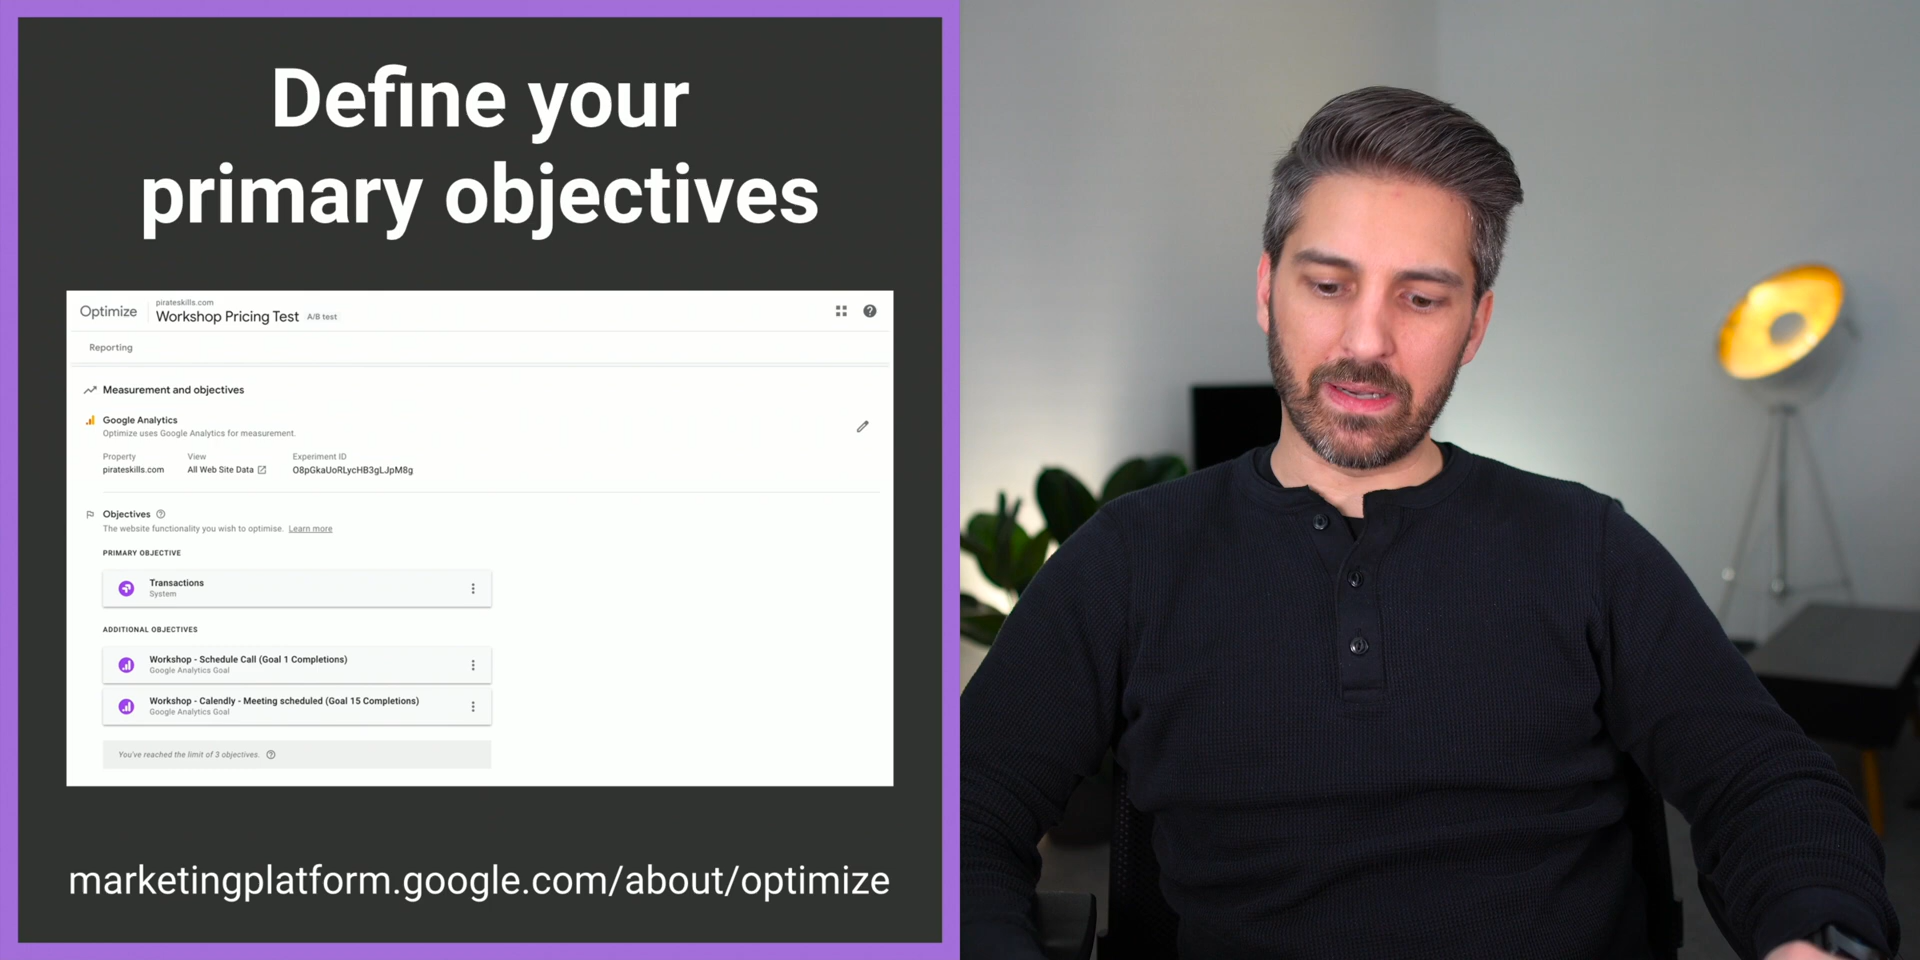 Define your
primary objectives
Optimize
pirateskills.com
Workshop Pricing Test A/B test
Reporting
Measurement and objectives
Google Analytics
Optimize uses Google Analytics for measurement.
Property View Experiment ID
pirateskills.com All Web Site Data O8pGkaUoRLycHB3gLJpM8g
Objectives
The website functionality you wish to optimise. Learn more
PRIMARY OBJECTIVE
Transactions
System
ADDITIONAL OBJECTIVES
Workshop - Schedule Call (Goal 1 Completions)
Google Analytics Goal
Workshop - Calendly - Meeting scheduled (Goal 15 Completions)
Google Analytics Goal
You've reached the limit of 3 objectives.
marketingplatform.google.com/about/optimize